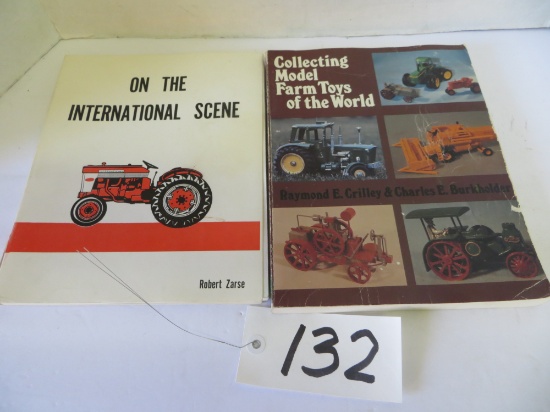 ON THE
INTERNATIONAL SCENE
Robert Zarse
Collecting
Model
Farm Toys
of the World
Raymond E. Crilley & Charles E. Burkholder
132